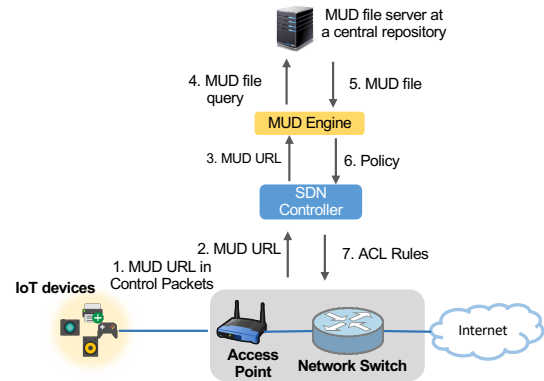 MUD file server at
a central repository
4. MUD file
query
5. MUD file
MUD Engine
3. MUD URL
6. Policy
SDN
Controller
2. MUD URL
7. ACL Rules
1. MUD URL in
Control Packets
IoT devices
Access
Point
Network Switch
Internet